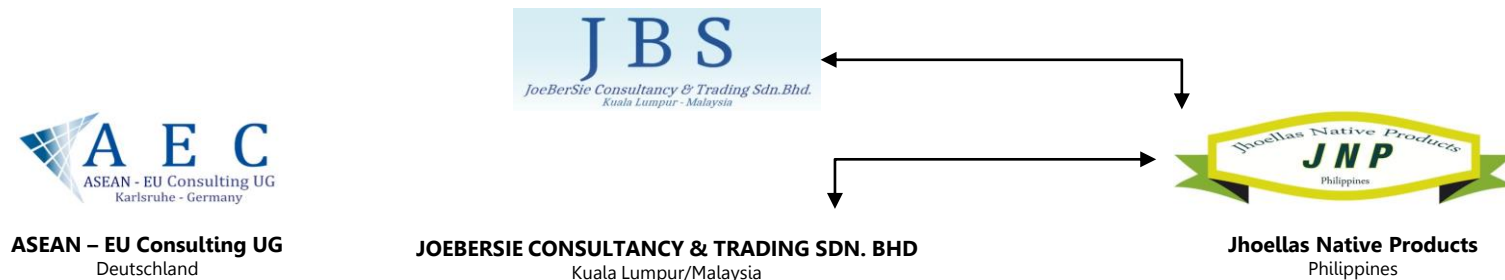 J B S
JoeBerSie Consultancy & Trading Sdn.Bhd.
Kuala Lumpur - Malaysia
A E C
ASEAN - EU Consulting UG
Karlsruhe - Germany
Jhoellas Native Products
JNP
Philippines
ASEAN – EU Consulting UG
Deutschland
JOEBERSIE CONSULTANCY & TRADING SDN. BHD
Kuala Lumpur/Malaysia
Jhoellas Native Products
Philippines